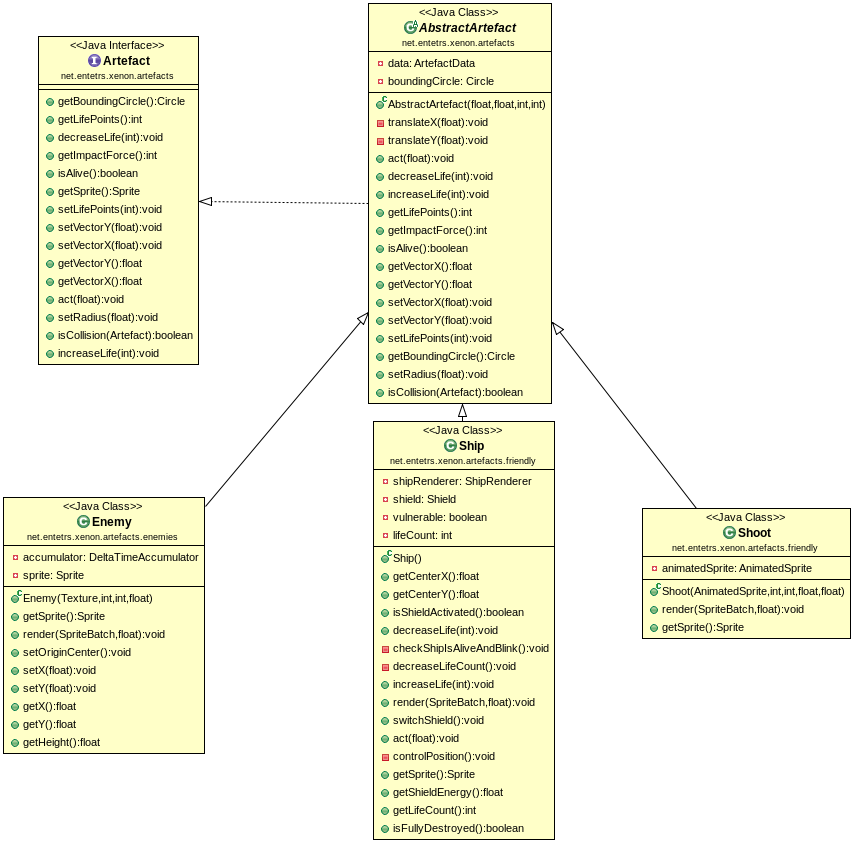 <<Java Interface>>
Artefact
net.entetrs.xenon.artefacts
getBoundingCircle():Circle
getLifePoints():int
decreaseLife(int):void
getImpactForce():int
isAlive():boolean
getSprite():Sprite
setLifePoints(int):void
setVectorY(float):void
setVectorX(float):void
getVectorY():float
getVectorX():float
act(float):void
setRadius(float):void
isCollision(Artefact):boolean
increaseLife(int):void
<<Java Class>>
AbstractArtefact
net.entetrs.xenon.artefacts
data: ArtefactData
boundingCircle: Circle
AbstractArtefact(float,float,int,int)
translateX(float):void
translateY(float):void
act(float):void
decreaseLife(int):void
increaseLife(int):void
getLifePoints():int
getImpactForce():int
isAlive():boolean
getVectorX():float
getVectorY():float
setVectorX(float):void
setVectorY(float):void
setLifePoints(int):void
getBoundingCircle():Circle
setRadius(float):void
isCollision(Artefact):boolean
<<Java Class>>
Enemy
net.entetrs.xenon.artefacts.enemies
accumulator: DeltaTimeAccumulator
sprite: Sprite
Enemy(Texture,int,int,float)
getSprite():Sprite
render(SpriteBatch,float):void
setOriginCenter():void
setX(float):void
setY(float):void
getX():float
getY():float
getHeight():float
<<Java Class>>
Ship
net.entetrs.xenon.artefacts.friendly
shipRenderer: ShipRenderer
shield: Shield
vulnerable: boolean
lifeCount: int
Ship()
getCenterX():float
getCenterY():float
isShieldActivated():boolean
decreaseLife(int):void
checkShipIsAliveAndBlink():void
decreaseLifeCount():void
increaseLife(int):void
render(SpriteBatch,float):void
switchShield():void
act(float):void
controlPosition():void
getSprite():Sprite
getShieldEnergy():float
getLifeCount():int
isFullyDestroyed():boolean
<<Java Class>>
Shoot
net.entetrs.xenon.artefacts.friendly
animatedSprite: AnimatedSprite
Shoot(AnimatedSprite,int,int,float,float)
render(SpriteBatch,float):void
getSprite():Sprite